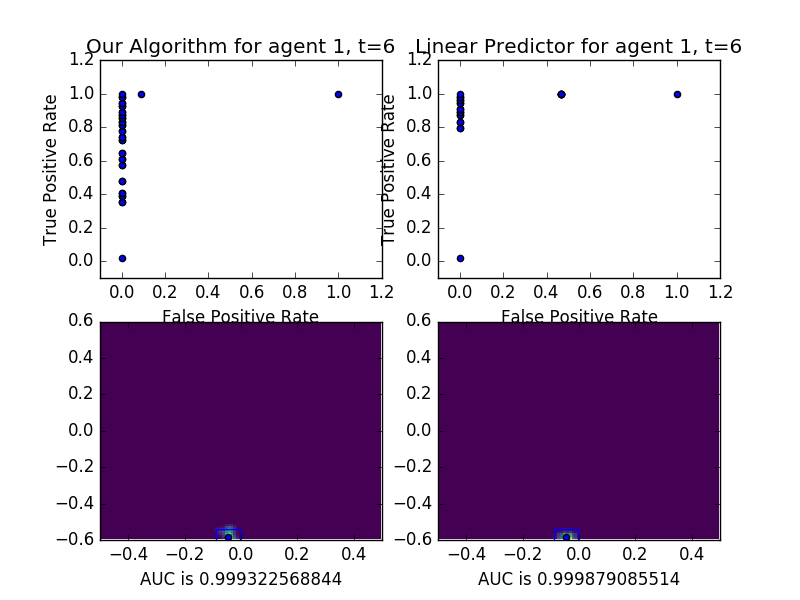 Our Algorithm for agent 1, t=6
Linear Predictor for agent 1, t=6
True Positive Rate
1.2
1.0
0.8
0.6
0.4
0.2
0.0
0.0 0.2 0.4 0.6 0.8 1.0 1.2
False Positive Rate
True Positive Rate
1.2
1.0
0.8
0.6
0.4
0.2
0.0
0.0 0.2 0.4 0.6 0.8 1.0 1.2
False Positive Rate
0.6
0.4
0.2
0.0
−0.2
−0.4
−0.6
−0.4 −0.2 0.0 0.2 0.4
AUC is 0.999322568844
0.6
0.4
0.2
0.0
−0.2
−0.4
−0.6
−0.4 −0.2 0.0 0.2 0.4
AUC is 0.999879085514